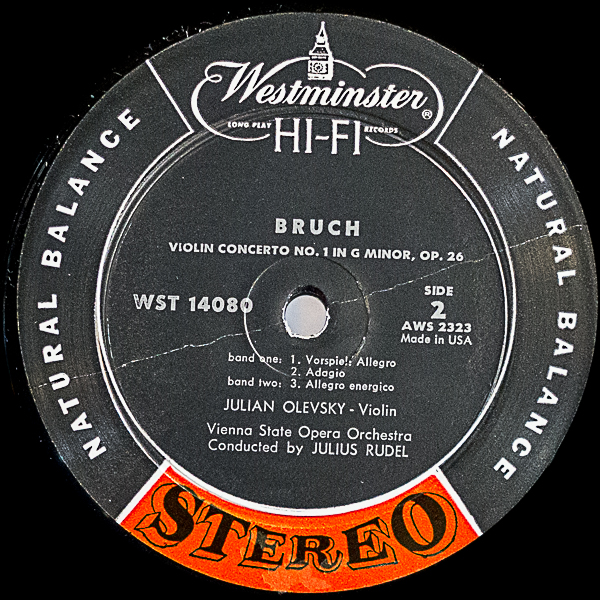 Westminster®
LONG PLAY HI-FI RECORDS
NATURAL BALANCE
NATURAL BALANCE
BRUCH
VIOLIN CONCERTO NO. 1 IN G MINOR, OP. 26
WST 14080
SIDE
2
AWS 2323
Made in USA
band one: 1. Vorspiel: Allegro
2. Adagio
band two: 3. Allegro energico
JULIAN OLEVSKY - Violin
Vienna State Opera Orchestra
Conducted by JULIUS RUDEL
STEREO